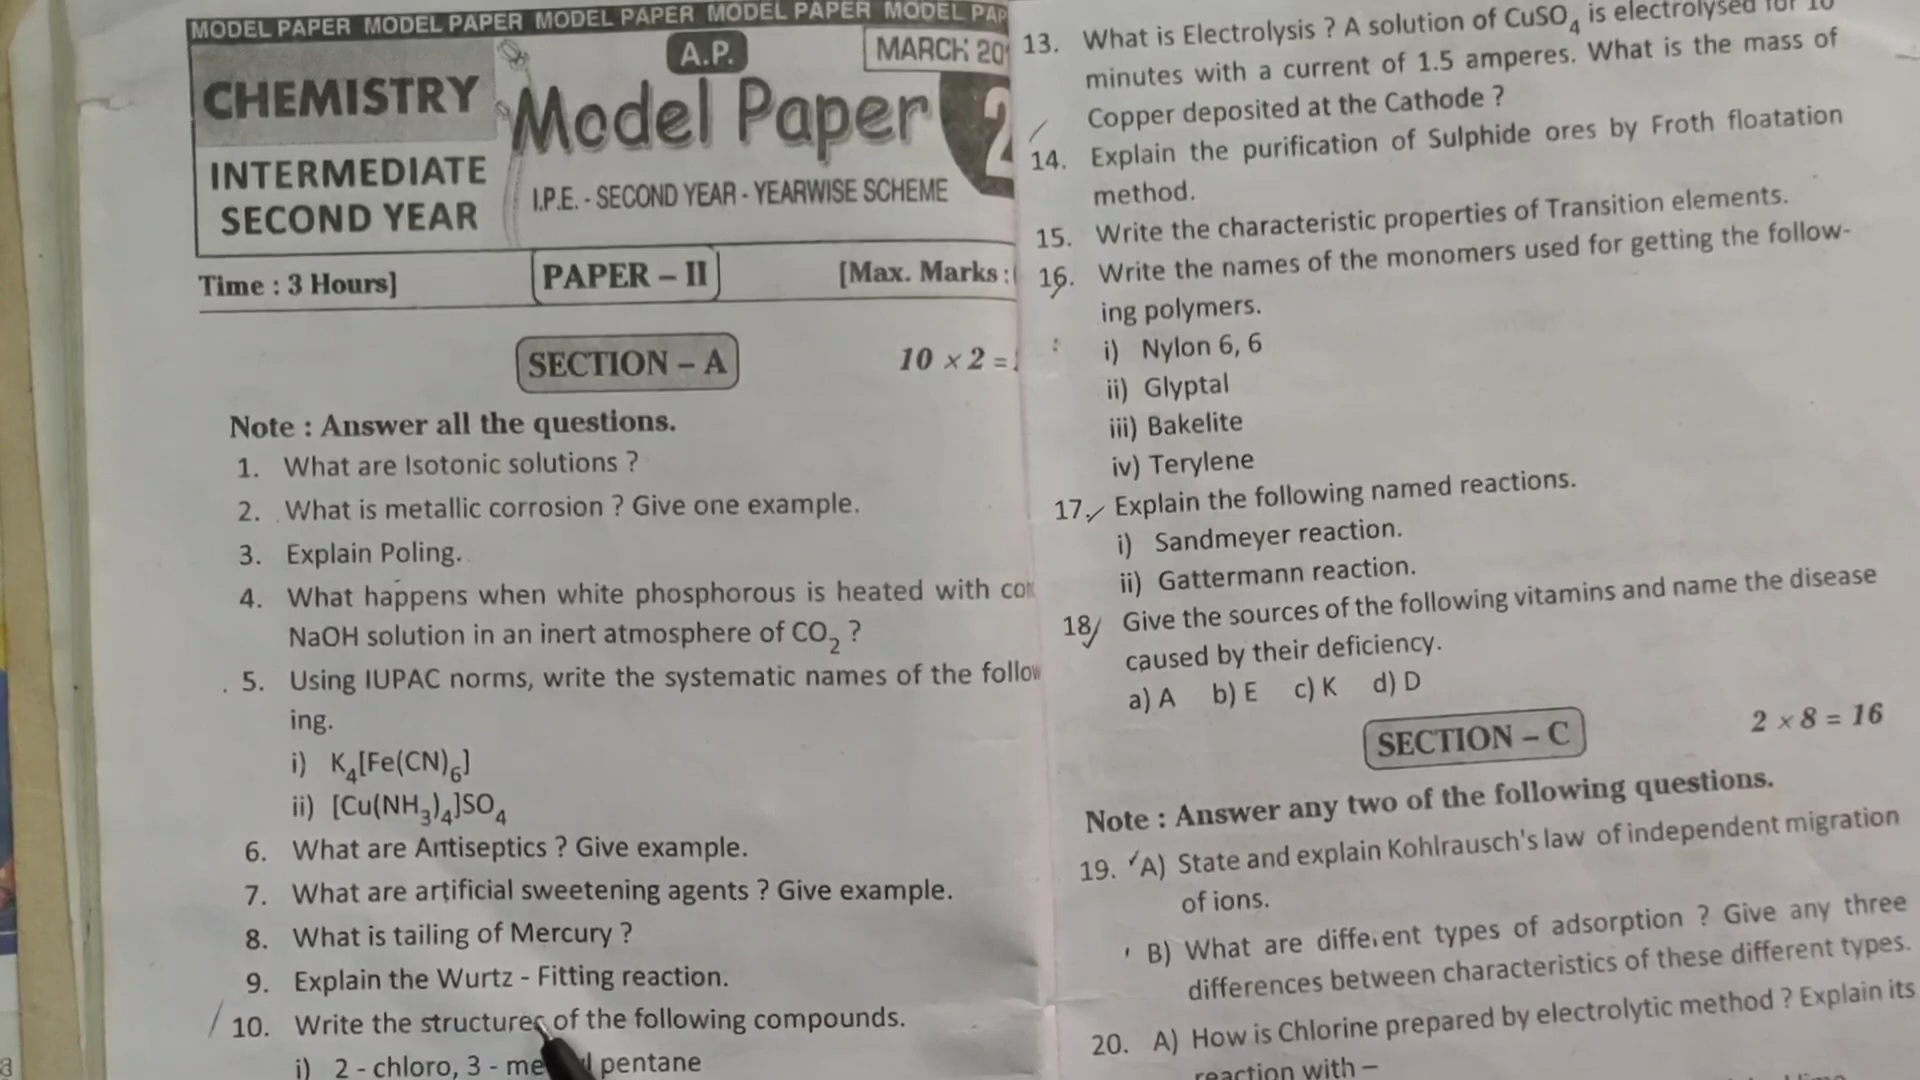 MODEL PAPER MODEL PAPER MODEL PAPER MODEL PAPER MODEL PAP
CHEMISTRY
INTERMEDIATE
SECOND YEAR
A.P.
MARCH 20
Model Paper
2
I.P.E. - SECOND YEAR - YEARWISE SCHEME
Time : 3 Hours]
PAPER – II
[Max. Marks :
SECTION – A
10 × 2 =
Note : Answer all the questions.
1. What are Isotonic solutions ?
2. What is metallic corrosion ? Give one example.
3. Explain Poling.
4. What happens when white phosphorous is heated with
NaOH solution in an inert atmosphere of CO₂ ?
5. Using IUPAC norms, write the systematic names of the follow
ing.
i) K₄[Fe(CN)₆]
ii) [Cu(NH₃)₄]SO₄
6. What are Antiseptics ? Give example.
7. What are artificial sweetening agents ? Give example.
8. What is tailing of Mercury ?
9. Explain the Wurtz - Fitting reaction.
10. Write the structures of the following compounds.
i) 2 - chloro, 3 - me l pentane
13. What is Electrolysis ? A solution of CuSO₄ is electrolysed for 10
minutes with a current of 1.5 amperes. What is the mass of
Copper deposited at the Cathode ?
14. Explain the purification of Sulphide ores by Froth floatation
method.
15. Write the characteristic properties of Transition elements.
16. Write the names of the monomers used for getting the follow-
ing polymers.
i) Nylon 6, 6
ii) Glyptal
iii) Bakelite
iv) Terylene
17. Explain the following named reactions.
i) Sandmeyer reaction.
ii) Gattermann reaction.
18. Give the sources of the following vitamins and name the disease
caused by their deficiency.
a) A b) E c) K d) D
SECTION – C
2 × 8 = 16
Note : Answer any two of the following questions.
19. A) State and explain Kohlrausch's law of independent migration
of ions.
B) What are different types of adsorption ? Give any three
differences between characteristics of these different types.
20. A) How is Chlorine prepared by electrolytic method ? Explain its
reaction with –